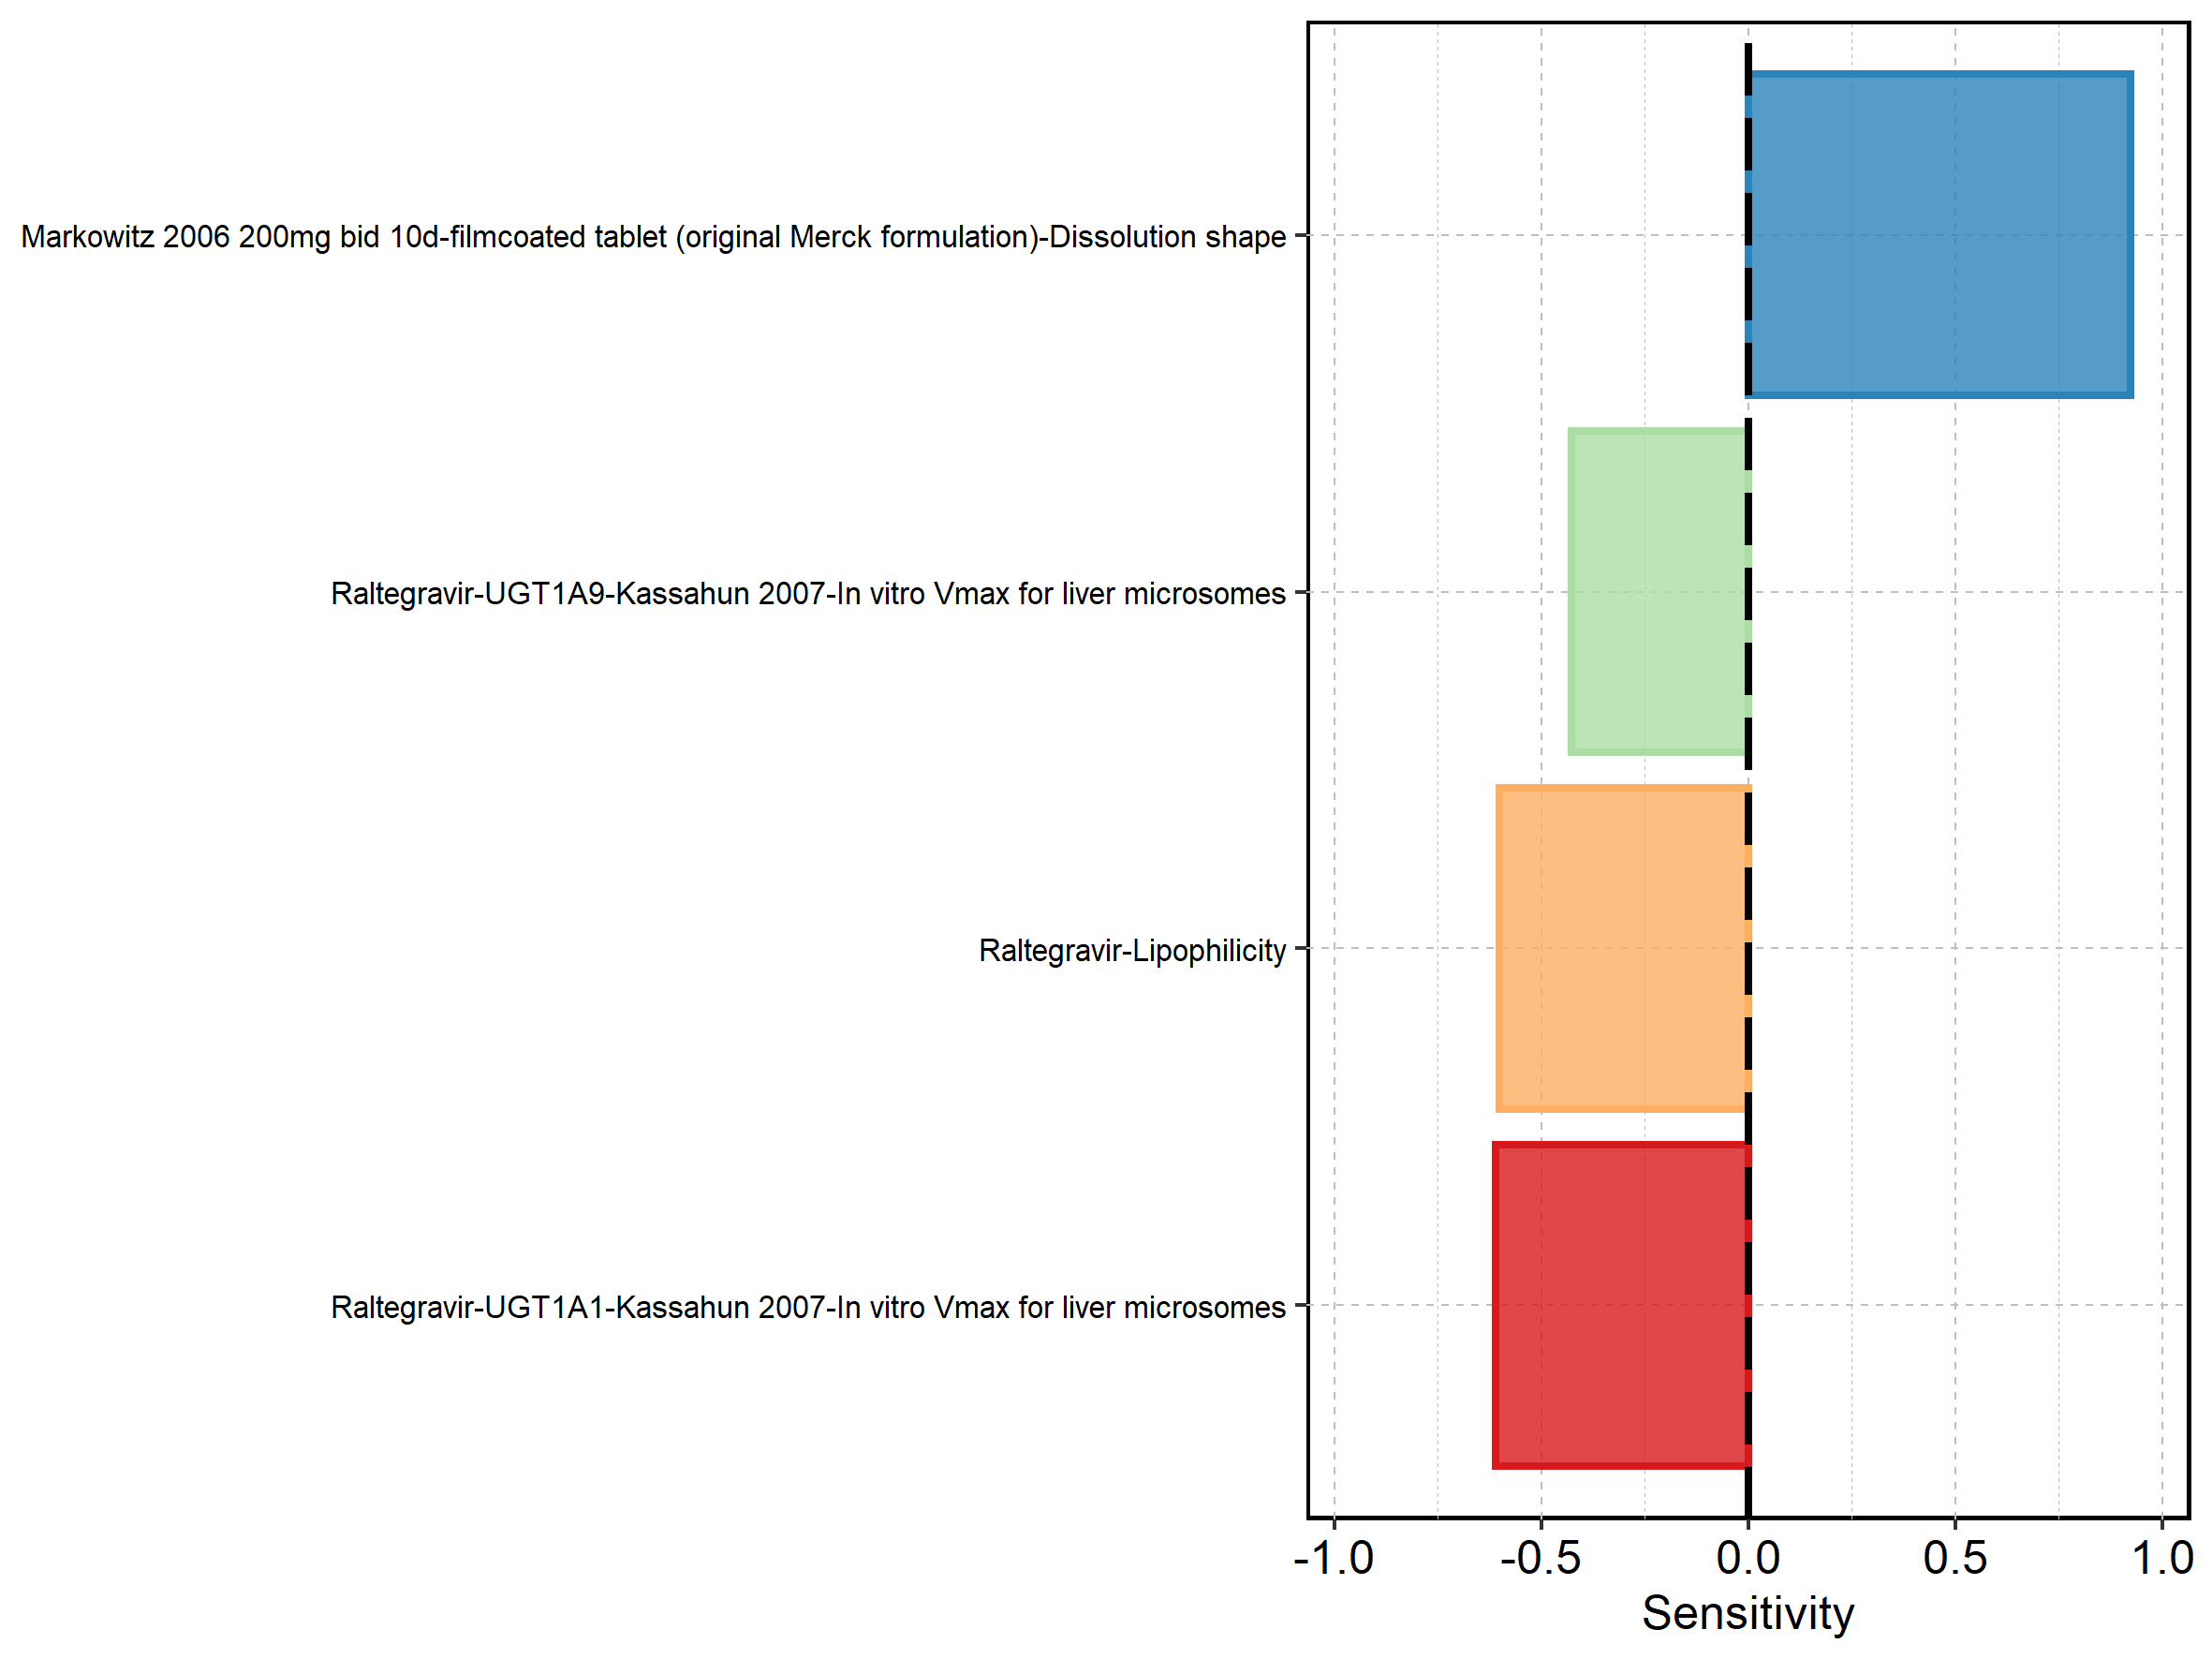 Markowitz 2006 200mg bid 10d-filmcoated tablet (original Merck formulation)-Dissolution shape
Raltegravir-UGT1A9-Kassahun 2007-In vitro Vmax for liver microsomes
Raltegravir-Lipophilicity
Raltegravir-UGT1A1-Kassahun 2007-In vitro Vmax for liver microsomes
-1.0 -0.5 0.0 0.5 1.0
Sensitivity